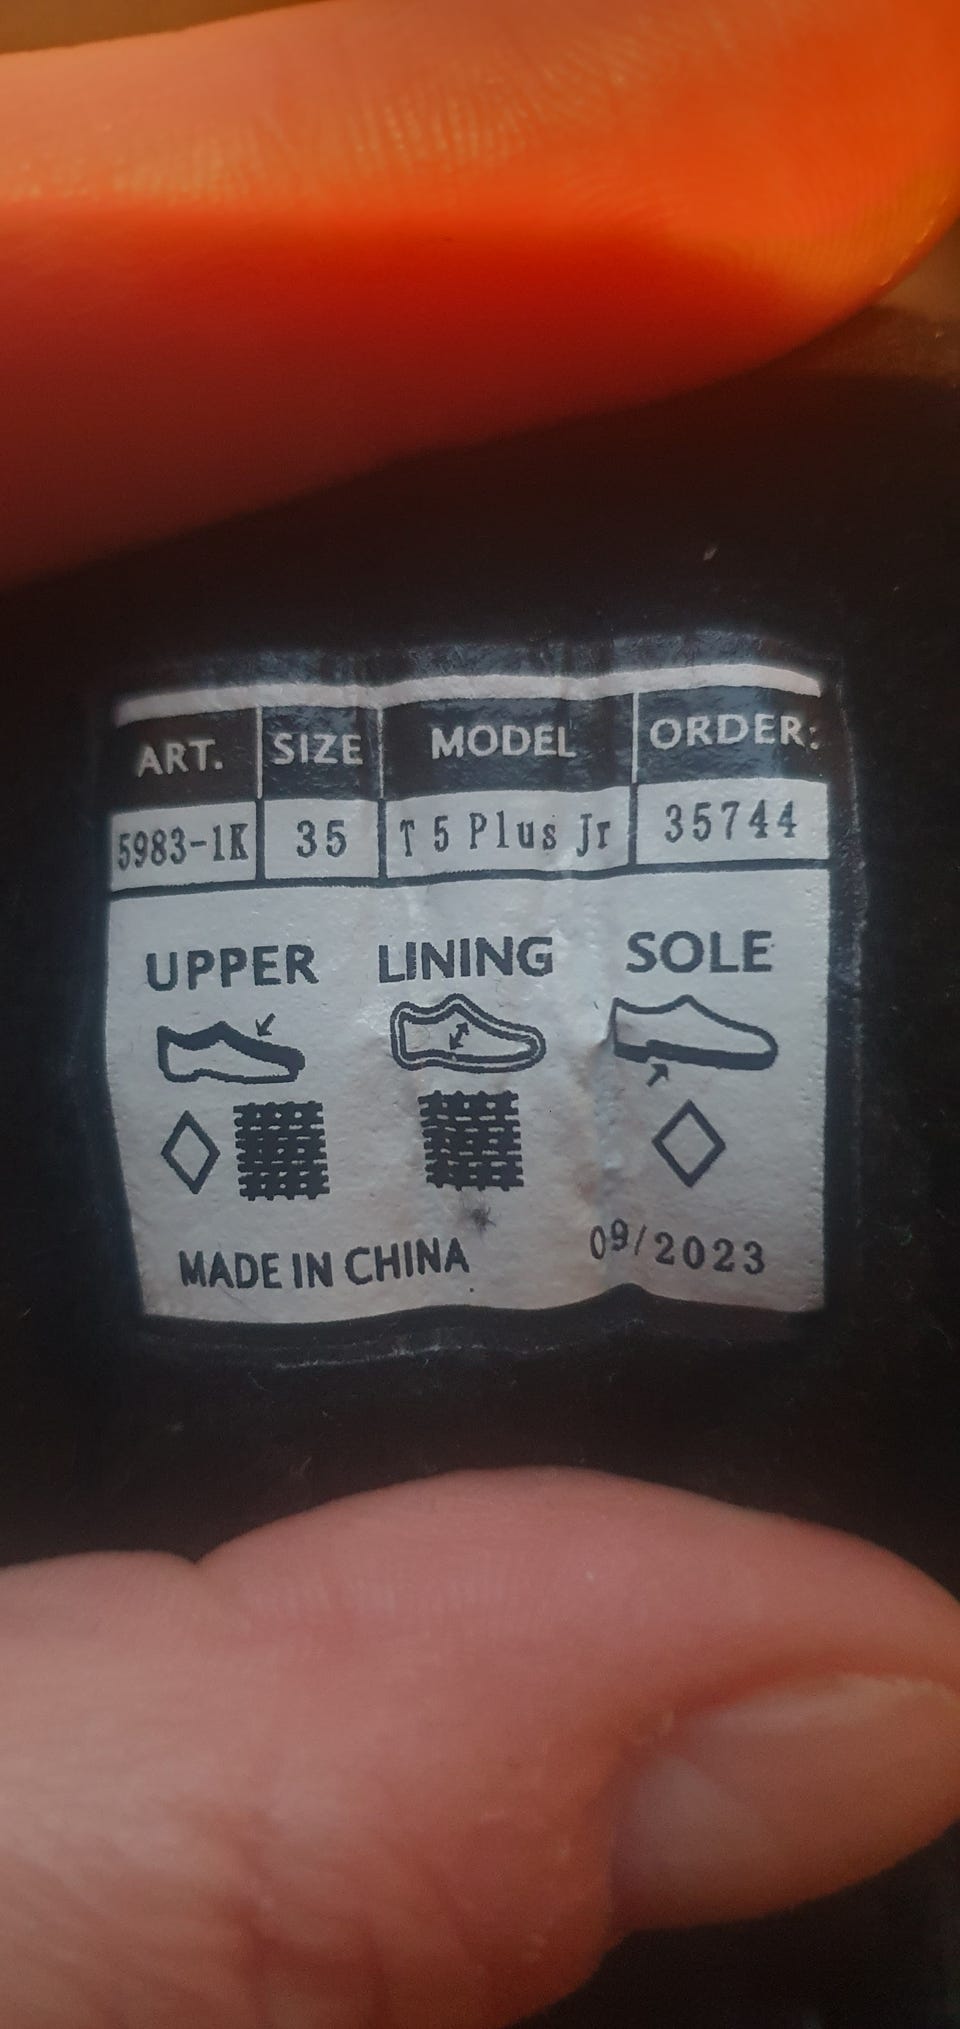 ART. SIZE MODEL ORDER:
5983-1K 35 T 5 Plus Jr 35744
UPPER LINING SOLE
MADE IN CHINA 09/2023